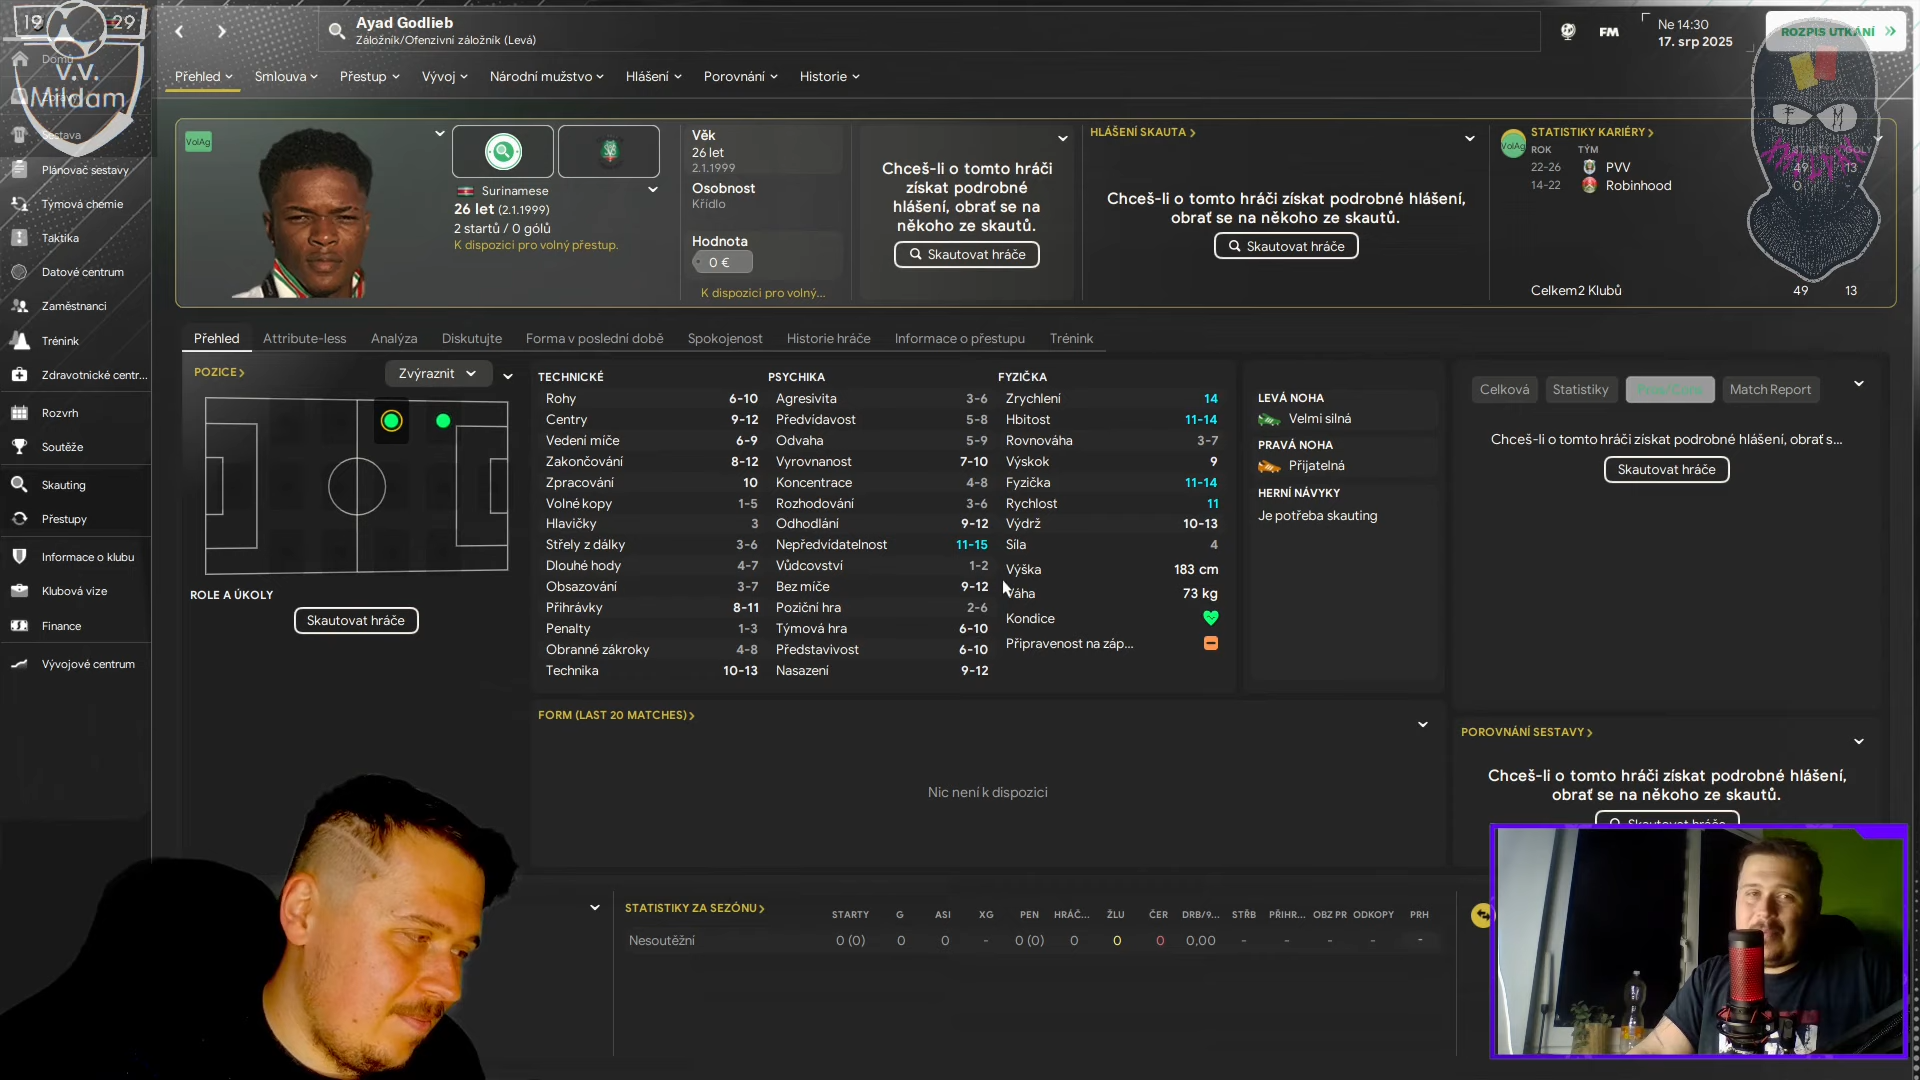 19 29
V.V.
Mildam
Domů
Sestava
Plánovač sestavy
Týmová chemie
Taktika
Datové centrum
Zaměstnanci
Trénink
Zdravotnické centr...
Rozvrh
Soutěže
Skauting
Přestupy
Informace o klubu
Klubová vize
Finance
Vývojové centrum
Ayad Godlieb
Záložník/Ofenzivní záložník (Levá)
FM
Ne 14:30
17. srp 2025
ROZPIS UTKÁNÍ
Přehled
Smlouva
Přestup
Vývoj
Národní mužstvo
Hlášení
Porovnání
Historie
VolAg
Surinamese
26 let (2.1.1999)
2 startů / 0 gólů
K dispozici pro volný přestup.
Věk
26 let
2.1.1999
Osobnost
Křídlo
Hodnota
0 €
K dispozici pro volný...
Chceš-li o tomto hráči
získat podrobné
hlášení, obrať se na
někoho ze skautů.
Skautovat hráče
HLÁŠENÍ SKAUTA
Chceš-li o tomto hráči získat podrobné hlášení,
obrať se na někoho ze skautů.
Skautovat hráče
VolAg
STATISTIKY KARIÉRY
ROK TÝM
22-26 PVV 49 13
14-22 Robinhood 0
Celkem2 Klubů 49 13
Přehled
Attribute-less
Analýza
Diskutujte
Forma v poslední době
Spokojenost
Historie hráče
Informace o přestupu
Trénink
POZICE
Zvýraznit
ROLE A ÚKOLY
Skautovat hráče
TECHNICKÉ
Rohy 6-10
Centry 9-12
Vedení míče 6-9
Zakončování 8-12
Zpracování 10
Volné kopy 1-5
Hlavičky 3
Střely z dálky 3-6
Dlouhé hody 4-7
Obsazování 3-7
Přihrávky 8-11
Penalty 1-3
Obranné zákroky 4-8
Technika 10-13
PSYCHIKA
Agresivita 3-6
Předvídavost 5-8
Odvaha 5-9
Vyrovnanost 7-10
Koncentrace 4-8
Rozhodování 3-6
Odhodlání 9-12
Nepředvídatelnost 11-15
Vůdcovství 1-2
Bez míče 9-12
Poziční hra 2-6
Týmová hra 6-10
Představivost 6-10
Nasazení 9-12
FYZIČKA
Zrychlení 14
Hbitost 11-14
Rovnováha 3-7
Výskok 9
Fyzička 11-14
Rychlost 11
Výdrž 10-13
Síla 4
Výška 183 cm
Váha 73 kg
Kondice
Připravenost na záp...
LEVÁ NOHA
Velmi silná
PRAVÁ NOHA
Přijatelná
HERNÍ NÁVYKY
Je potřeba skauting
Celková
Statistiky
Pros/Cons
Match Report
Chceš-li o tomto hráči získat podrobné hlášení, obrať s...
Skautovat hráče
FORM (LAST 20 MATCHES)
Nic není k dispozici
POROVNÁNÍ SESTAVY
Chceš-li o tomto hráči získat podrobné hlášení,
obrať se na někoho ze skautů.
Skautovat hráče
STATISTIKY ZA SEZÓNU
STARTY G ASI XG PEN HRÁČ... ŽLU ČER DRB/9... STŘB PŘIHR... OBZ PR ODKOPY PRH
Nesoutěžní 0 (0) 0 0 - 0 (0) 0 0 0 0,00 - - - - -